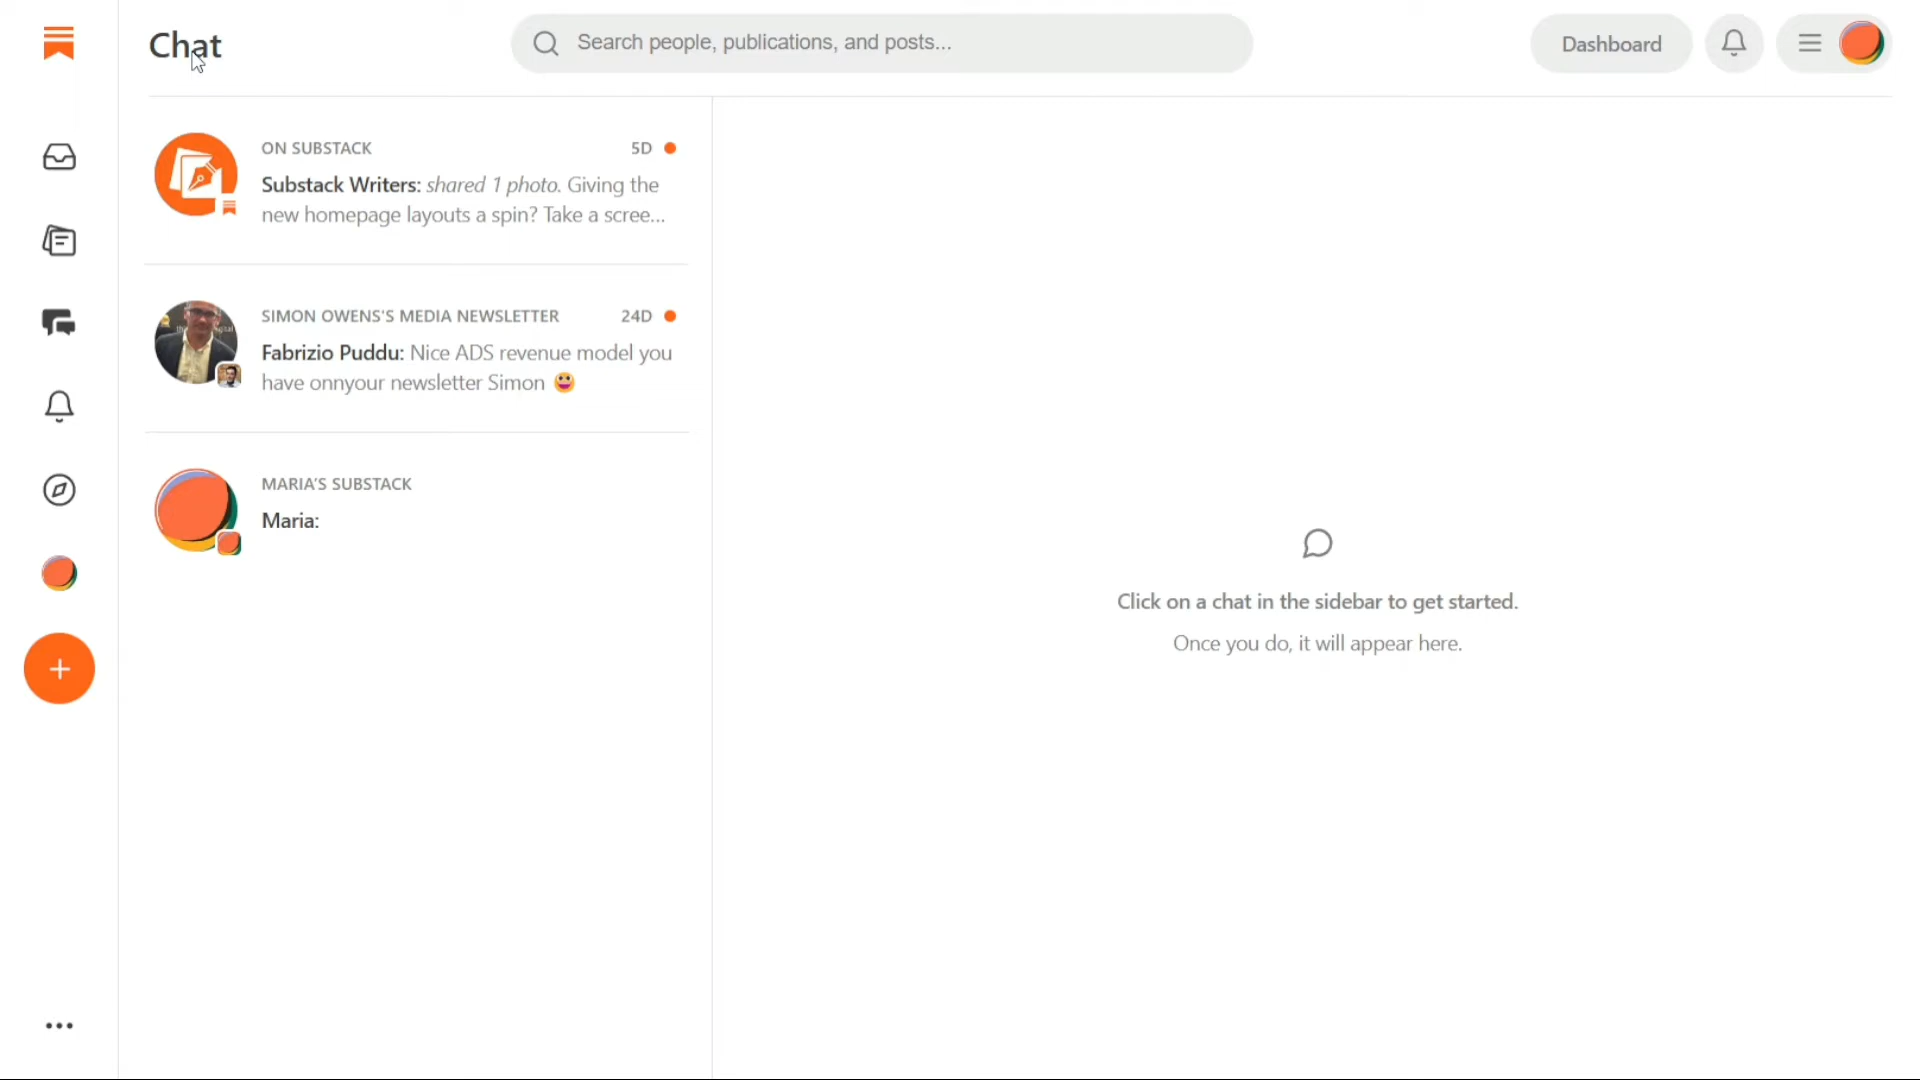 Chat
Search people, publications, and posts...
Dashboard
ON SUBSTACK 5D
Substack Writers: shared 1 photo. Giving the
new homepage layouts a spin? Take a scree...
SIMON OWENS'S MEDIA NEWSLETTER 24D
Fabrizio Puddu: Nice ADS revenue model you
have onnyour newsletter Simon 😀
MARIA'S SUBSTACK
Maria:
Click on a chat in the sidebar to get started.
Once you do, it will appear here.